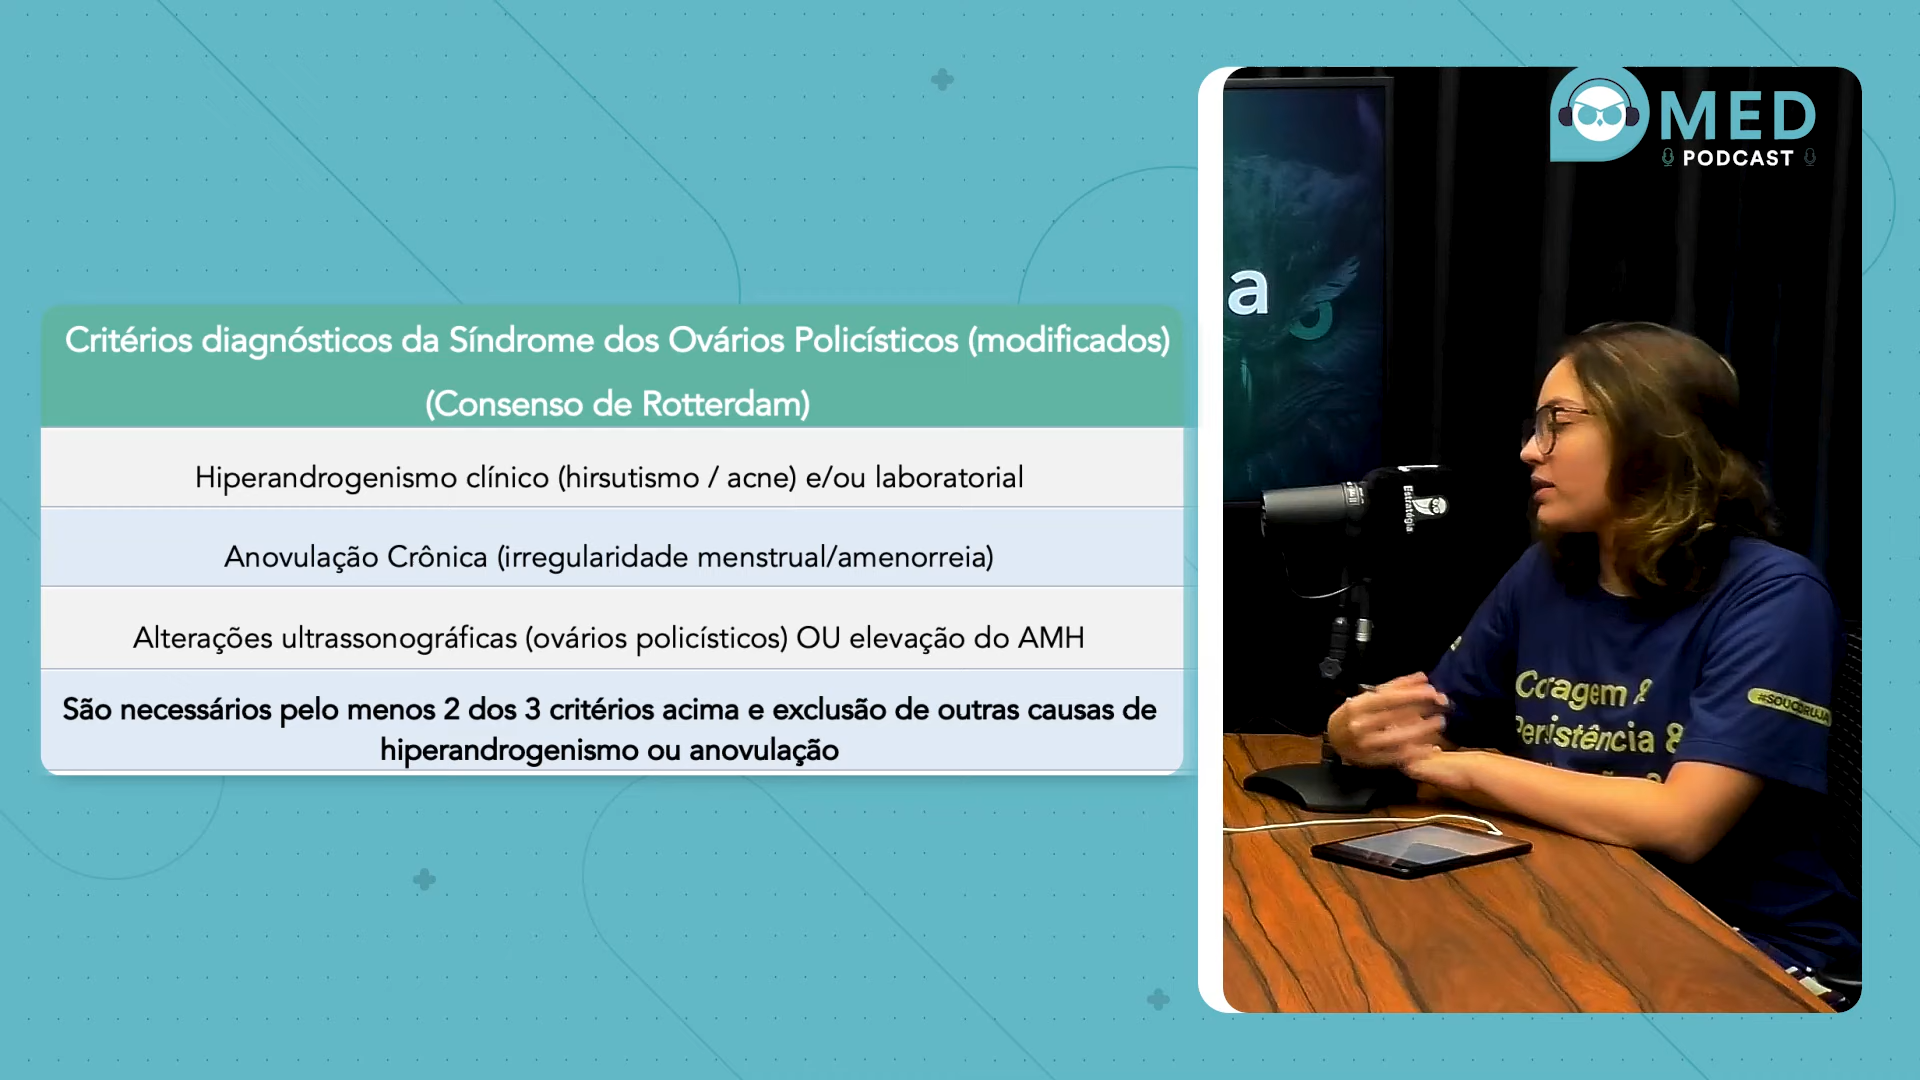 Critérios diagnósticos da Síndrome dos Ovários Policísticos (modificados)
(Consenso de Rotterdam)
Hiperandrogenismo clínico (hirsutismo / acne) e/ou laboratorial
Anovulação Crônica (irregularidade menstrual/amenorreia)
Alterações ultrassonográficas (ovários policísticos) OU elevação do AMH
São necessários pelo menos 2 dos 3 critérios acima e exclusão de outras causas de
hiperandrogenismo ou anovulação
MED
PODCAST
a
Estratégia
Coragem &
Persistência &
#SOUCORUJA